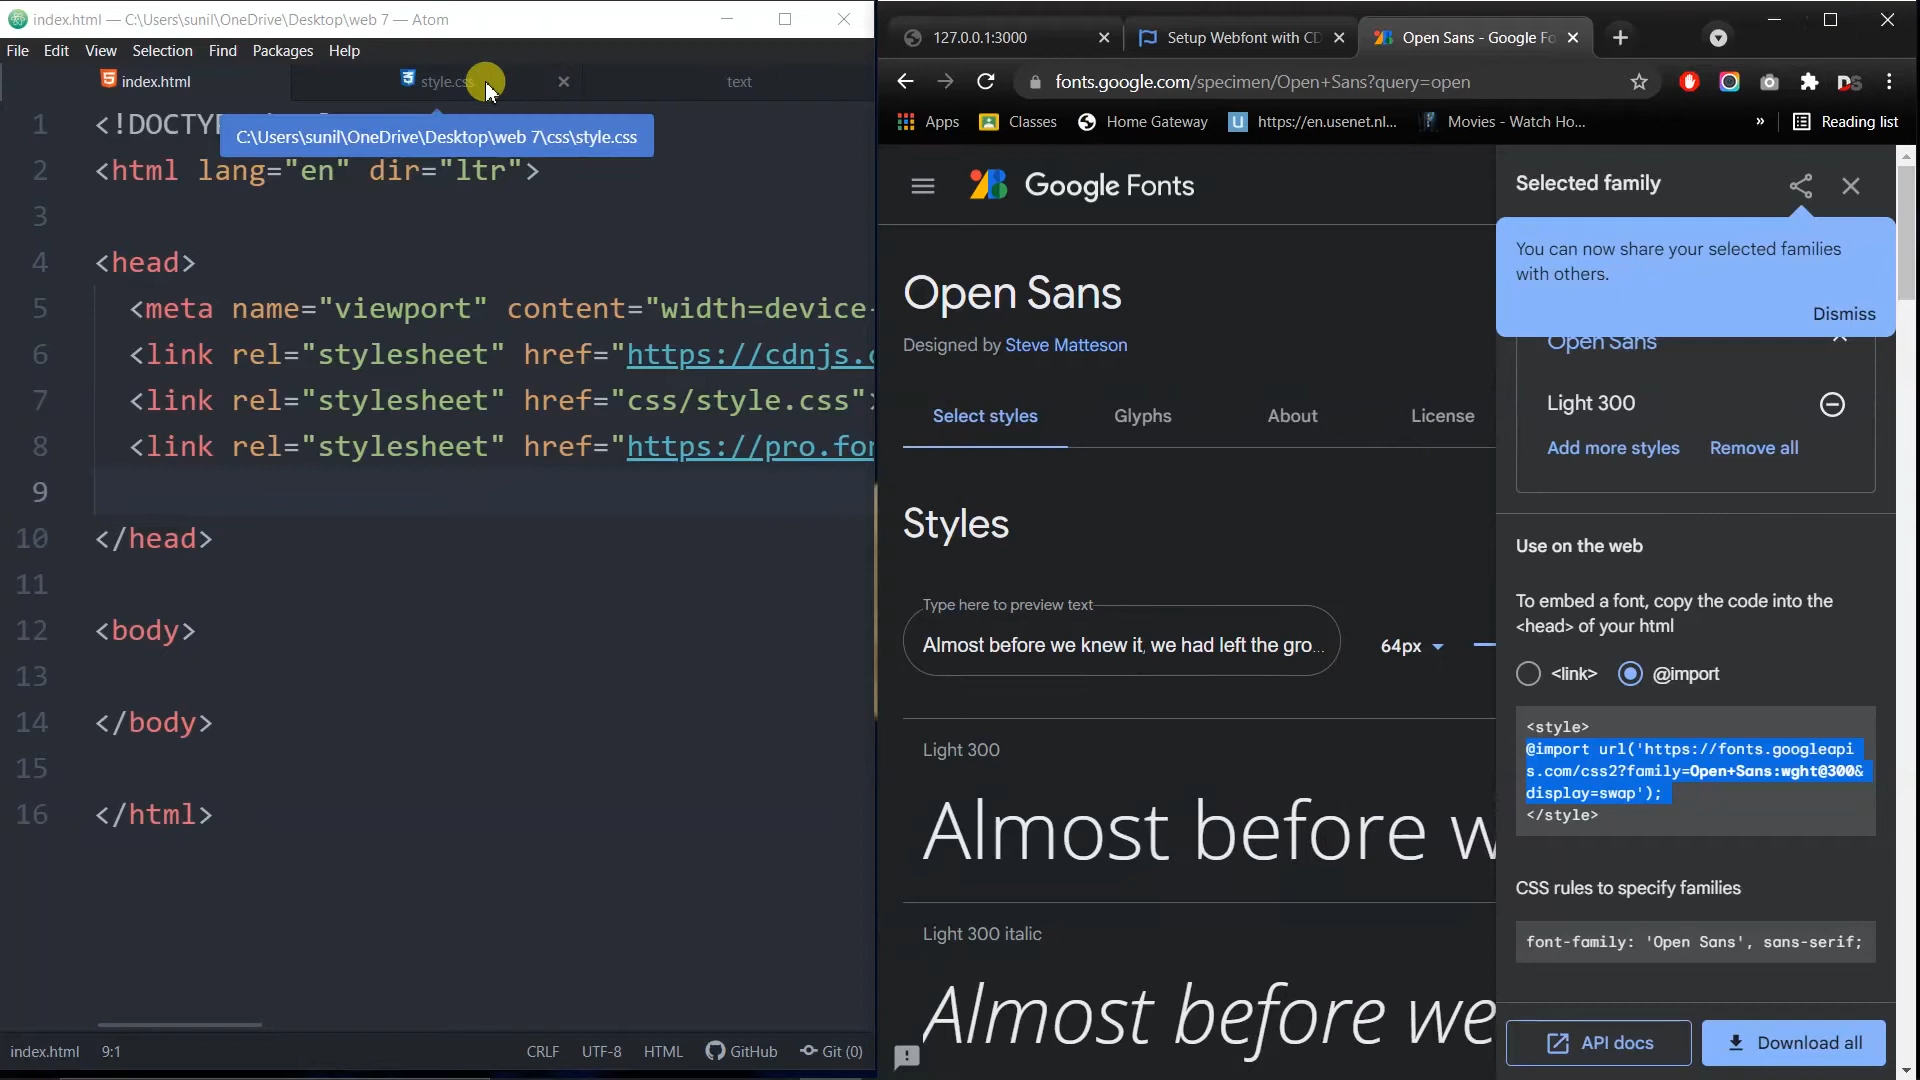 index.html — C:\Users\sunil\OneDrive\Desktop\web 7 — Atom
File Edit View Selection Find Packages Help
index.html
style.css
text
C:\Users\sunil\OneDrive\Desktop\web 7\css\style.css
1 <!DOCTY
2 <html lang="en" dir="ltr">
3
4 <head>
5 <meta name="viewport" content="width=device-
6 <link rel="stylesheet" href="https://cdnjs.c
7 <link rel="stylesheet" href="css/style.css">
8 <link rel="stylesheet" href="https://pro.fon
9
10 </head>
11
12 <body>
13
14 </body>
15
16 </html>
index.html 9:1 CRLF UTF-8 HTML GitHub Git (0)
127.0.0.1:3000
Setup Webfont with CD
Open Sans - Google Fo
fonts.google.com/specimen/Open+Sans?query=open
Apps Classes Home Gateway U https://en.usenet.nl... Movies - Watch Ho... » Reading list
Google Fonts
Open Sans
Designed by Steve Matteson
Select styles Glyphs About License
Styles
Type here to preview text
Almost before we knew it, we had left the gro...
64px
Light 300
Almost before w
Light 300 italic
Almost before we
Selected family
You can now share your selected families
with others.
Dismiss
Open Sans
Light 300
Add more styles Remove all
Use on the web
To embed a font, copy the code into the
<head> of your html
<link> @import
<style>
@import url('https://fonts.googleapi
s.com/css2?family=Open+Sans:wght@300&
display=swap');
</style>
CSS rules to specify families
font-family: 'Open Sans', sans-serif;
API docs
Download all